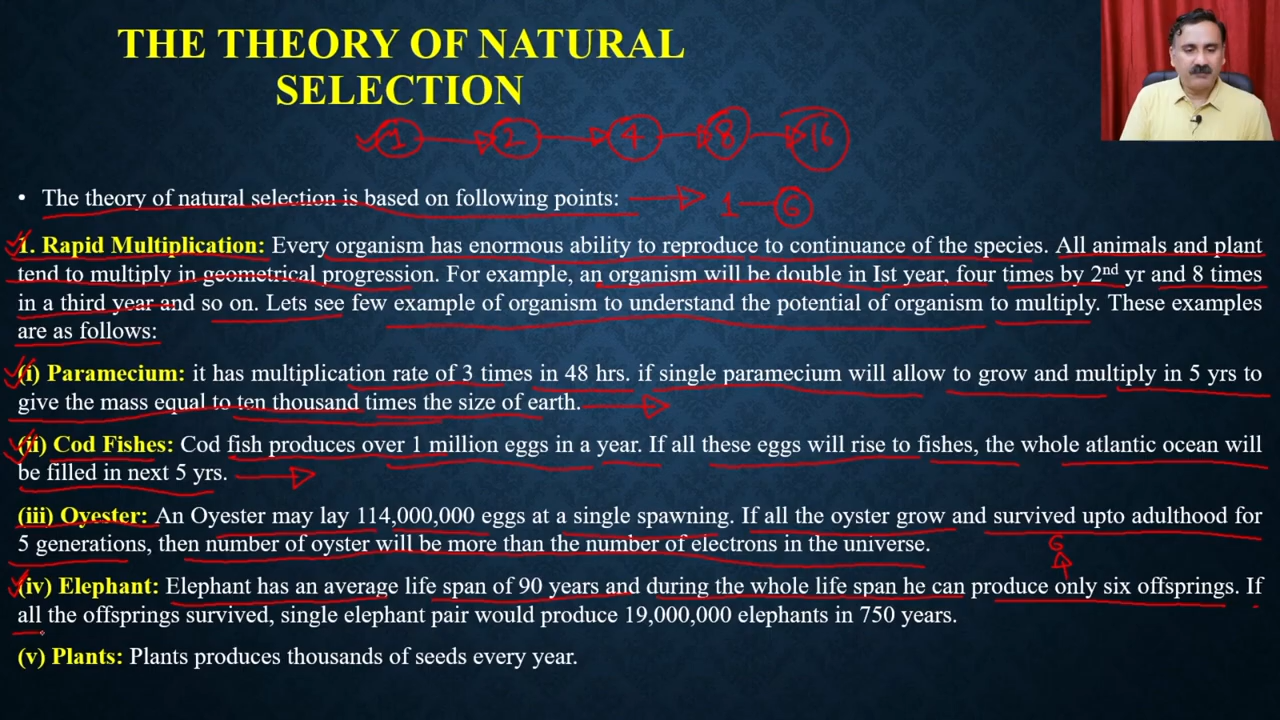 THE THEORY OF NATURAL
SELECTION
1 2 4 8 16
• The theory of natural selection is based on following points: 1 6
1. Rapid Multiplication: Every organism has enormous ability to reproduce to continuance of the species. All animals and plant
tend to multiply in geometrical progression. For example, an organism will be double in Ist year, four times by 2nd yr and 8 times
in a third year and so on. Lets see few example of organism to understand the potential of organism to multiply. These examples
are as follows:
(i) Paramecium: it has multiplication rate of 3 times in 48 hrs. if single paramecium will allow to grow and multiply in 5 yrs to
give the mass equal to ten thousand times the size of earth.
(ii) Cod Fishes: Cod fish produces over 1 million eggs in a year. If all these eggs will rise to fishes, the whole atlantic ocean will
be filled in next 5 yrs.
(iii) Oyester: An Oyester may lay 114,000,000 eggs at a single spawning. If all the oyster grow and survived upto adulthood for
5 generations, then number of oyster will be more than the number of electrons in the universe.
6
(iv) Elephant: Elephant has an average life span of 90 years and during the whole life span he can produce only six offsprings. If
all the offsprings survived, single elephant pair would produce 19,000,000 elephants in 750 years.
(v) Plants: Plants produces thousands of seeds every year.